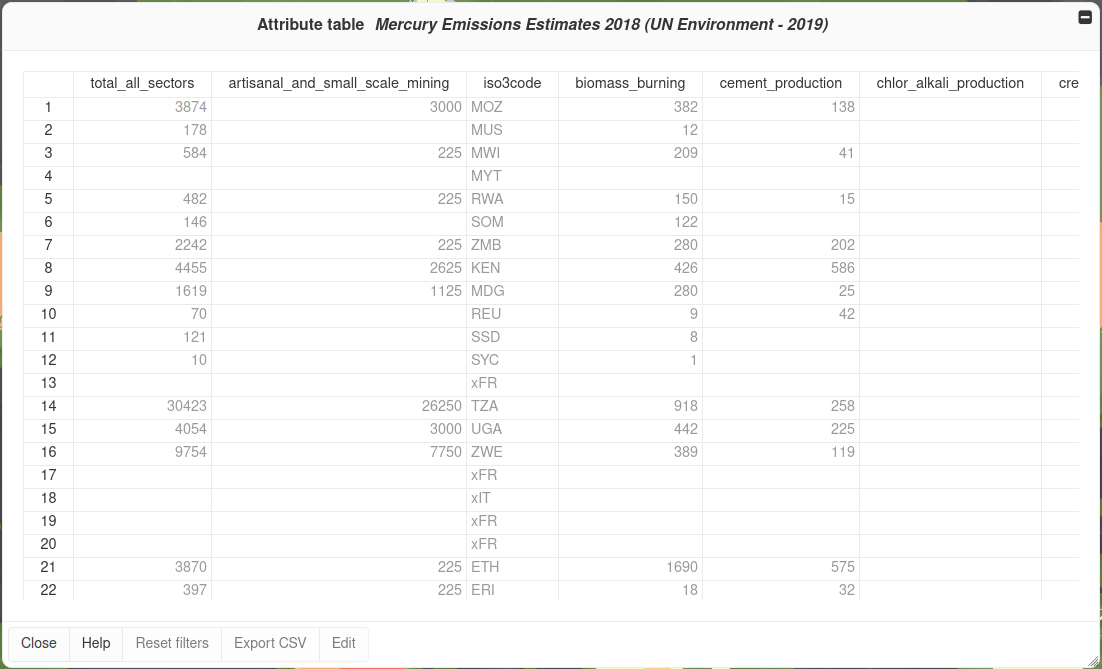 Attribute table Mercury Emissions Estimates 2018 (UN Environment - 2019)
total_all_sectors artisanal_and_small_scale_mining iso3code biomass_burning cement_production chlor_alkali_production cre
1 3874 3000 MOZ 382 138
2 178 MUS 12
3 584 225 MWI 209 41
4 MYT
5 482 225 RWA 150 15
6 146 SOM 122
7 2242 225 ZMB 280 202
8 4455 2625 KEN 426 586
9 1619 1125 MDG 280 25
10 70 REU 9 42
11 121 SSD 8
12 10 SYC 1
13 xFR
14 30423 26250 TZA 918 258
15 4054 3000 UGA 442 225
16 9754 7750 ZWE 389 119
17 xFR
18 xIT
19 xFR
20 xFR
21 3870 225 ETH 1690 575
22 397 225 ERI 18 32
Close Help Reset filters Export CSV Edit